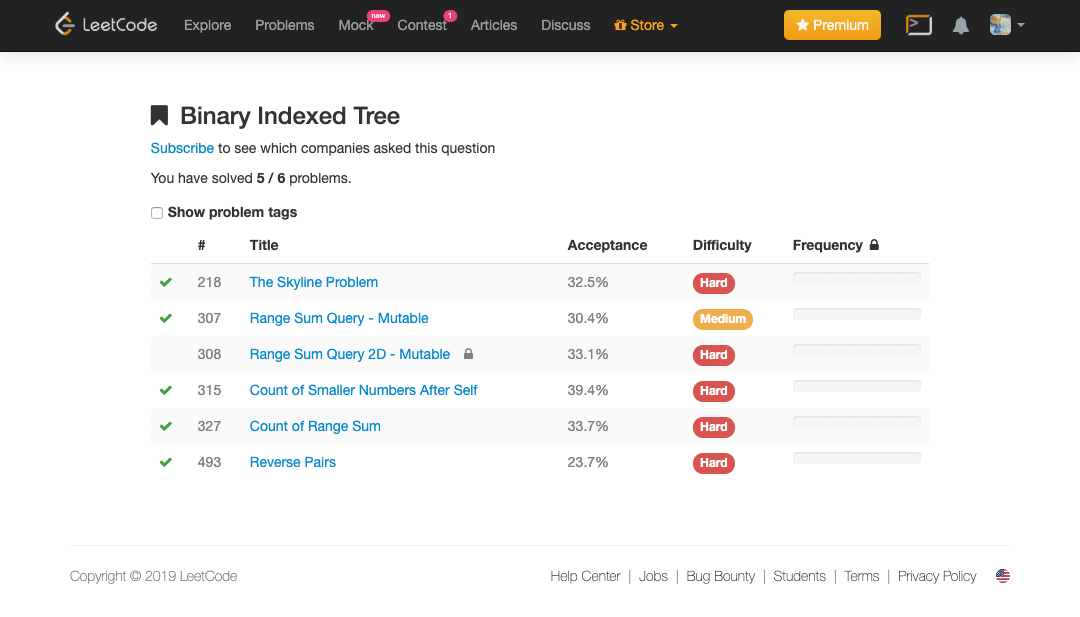 LeetCode Explore Problems Mock new Contest 1 Articles Discuss Store Premium
Binary Indexed Tree
Subscribe to see which companies asked this question
You have solved 5 / 6 problems.
Show problem tags
# Title Acceptance Difficulty Frequency
218 The Skyline Problem 32.5% Hard
307 Range Sum Query - Mutable 30.4% Medium
308 Range Sum Query 2D - Mutable 33.1% Hard
315 Count of Smaller Numbers After Self 39.4% Hard
327 Count of Range Sum 33.7% Hard
493 Reverse Pairs 23.7% Hard
Copyright © 2019 LeetCode Help Center | Jobs | Bug Bounty | Students | Terms | Privacy Policy